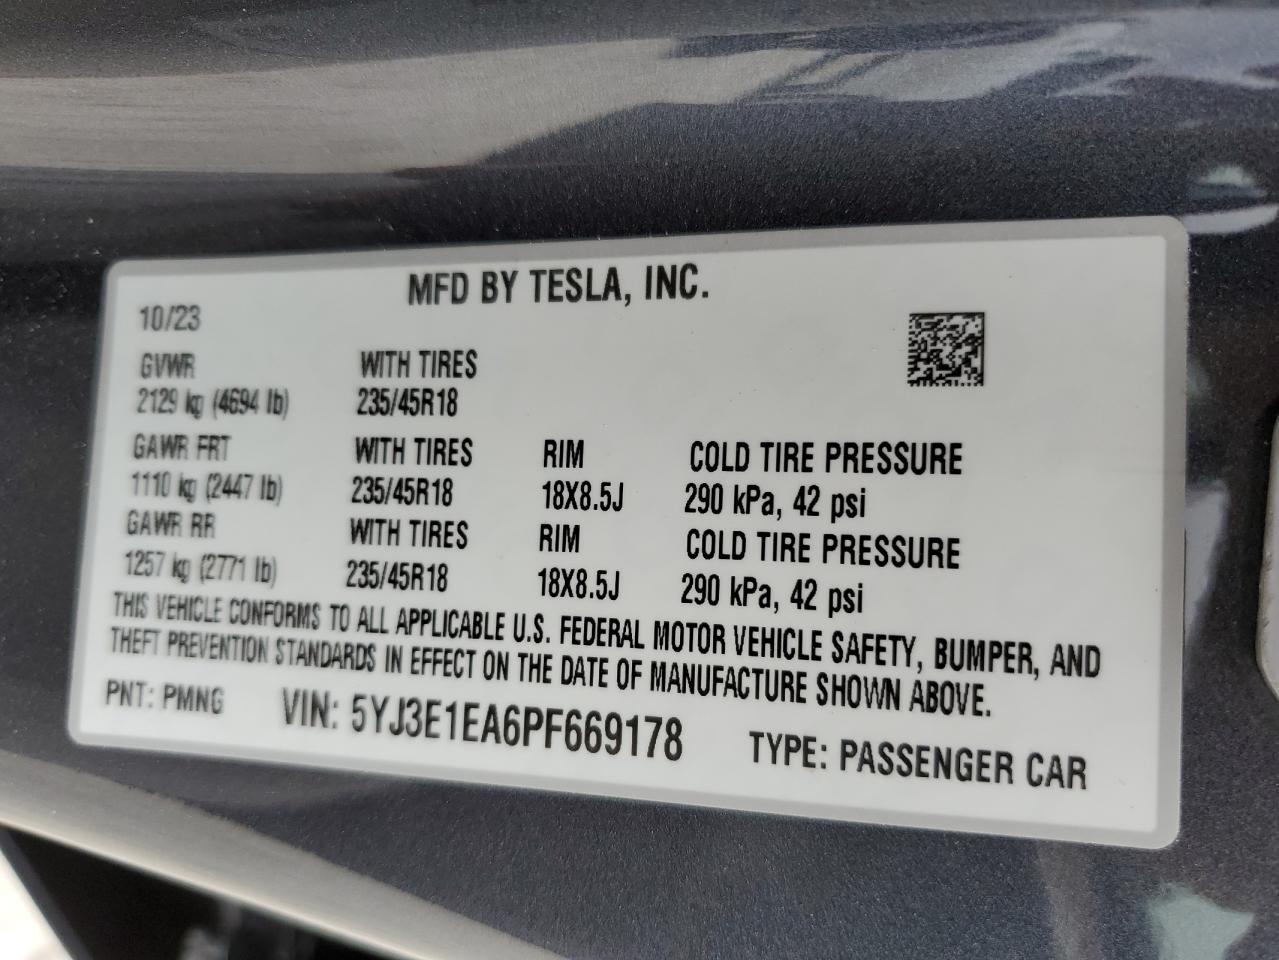 MFD BY TESLA, INC.
10/23
GVWR WITH TIRES
2129 kg (4694 lb) 235/45R18
GAWR FRT WITH TIRES RIM COLD TIRE PRESSURE
1110 kg (2447 lb) 235/45R18 18X8.5J 290 kPa, 42 psi
GAWR RR WITH TIRES RIM COLD TIRE PRESSURE
1257 kg (2771 lb) 235/45R18 18X8.5J 290 kPa, 42 psi
THIS VEHICLE CONFORMS TO ALL APPLICABLE U.S. FEDERAL MOTOR VEHICLE SAFETY, BUMPER, AND
THEFT PREVENTION STANDARDS IN EFFECT ON THE DATE OF MANUFACTURE SHOWN ABOVE.
PNT: PMNG VIN: 5YJ3E1EA6PF669178 TYPE: PASSENGER CAR